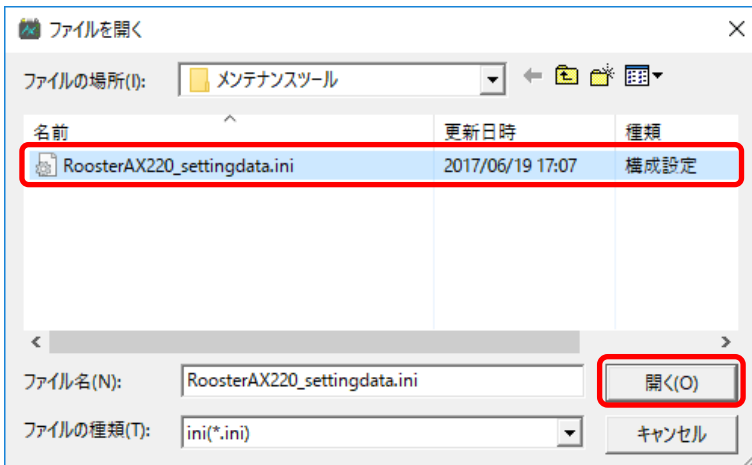 ファイルを開く
ファイルの場所(I): メンテナンスツール
名前 更新日時 種類
RoosterAX220_settingdata.ini 2017/06/19 17:07 構成設定
ファイル名(N): RoosterAX220_settingdata.ini 開く(O)
ファイルの種類(T): ini(*.ini) キャンセル